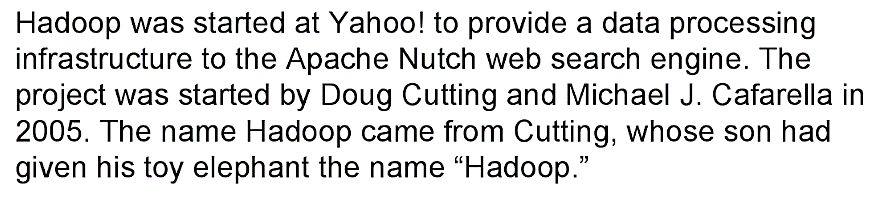 Hadoop was started at Yahoo! to provide a data processing
infrastructure to the Apache Nutch web search engine. The
project was started by Doug Cutting and Michael J. Cafarella in
2005. The name Hadoop came from Cutting, whose son had
given his toy elephant the name “Hadoop.”